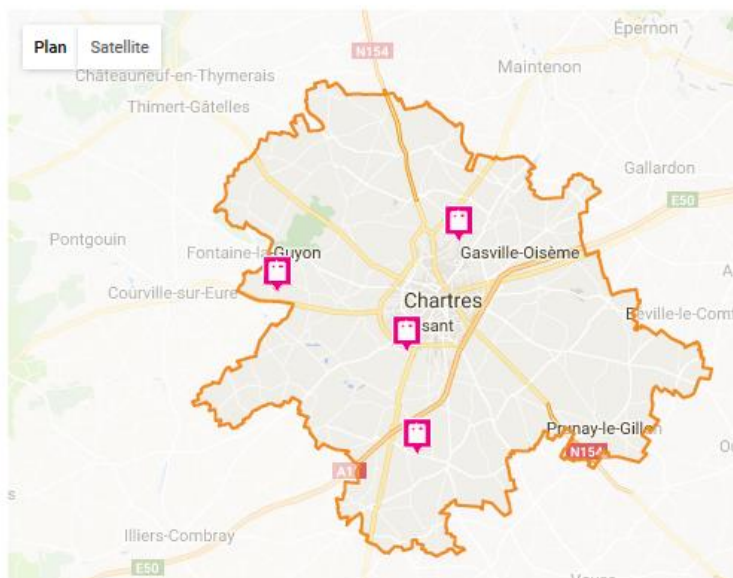 Épernon
Plan Satellite
N154
Maintenon
Châteauneuf-en-Thymerais
Thimert-Gâtelles
Gallardon
E50
Pontgouin
Fontaine-la-Guyon
Gasville-Oisème
Courville-sur-Eure
Chartres
Béville-le-Comt
sant
Prunay-le-Gillon
N154
A1
Illiers-Combray
E50